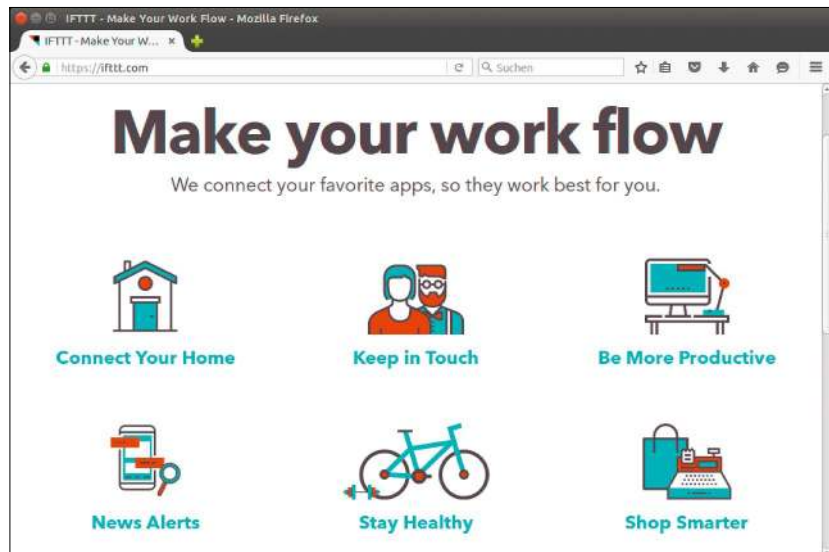 IFTTT - Make Your Work Flow - Mozilla Firefox
IFTTT - Make Your W...
https://ifttt.com
Suchen
Make your work flow
We connect your favorite apps, so they work best for you.
Connect Your Home
Keep in Touch
Be More Productive
News Alerts
Stay Healthy
Shop Smarter